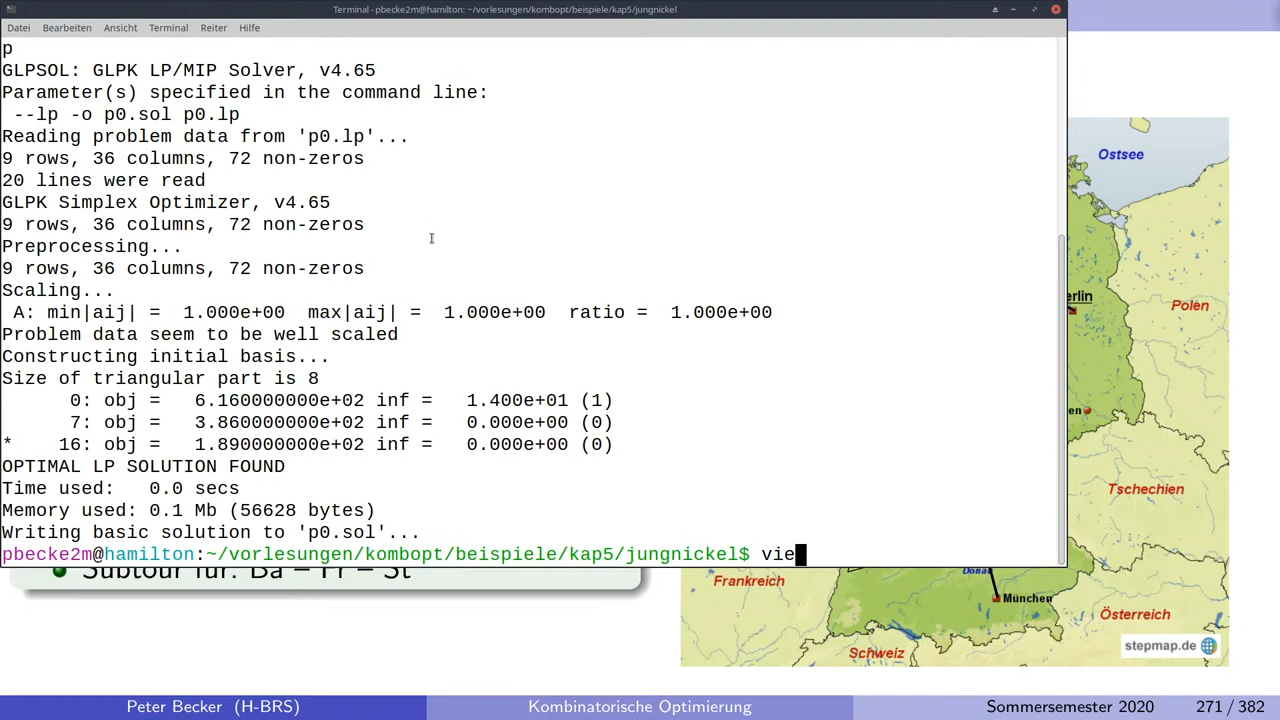 Terminal - pbecke2m@hamilton: ~/vorlesungen/kombopt/beispiele/kap5/jungnickel
Datei Bearbeiten Ansicht Terminal Reiter Hilfe
p
GLPSOL: GLPK LP/MIP Solver, v4.65
Parameter(s) specified in the command line:
 --lp -o p0.sol p0.lp
Reading problem data from 'p0.lp'...
9 rows, 36 columns, 72 non-zeros
20 lines were read
GLPK Simplex Optimizer, v4.65
9 rows, 36 columns, 72 non-zeros
Preprocessing...
9 rows, 36 columns, 72 non-zeros
Scaling...
 A: min|aij| =  1.000e+00  max|aij| =  1.000e+00  ratio =  1.000e+00
Problem data seem to be well scaled
Constructing initial basis...
Size of triangular part is 8
      0: obj =   6.160000000e+02 inf =   1.400e+01 (1)
      7: obj =   3.860000000e+02 inf =   0.000e+00 (0)
*    16: obj =   1.890000000e+02 inf =   0.000e+00 (0)
OPTIMAL LP SOLUTION FOUND
Time used:   0.0 secs
Memory used: 0.1 Mb (56628 bytes)
Writing basic solution to 'p0.sol'...
pbecke2m@hamilton:~/vorlesungen/kombopt/beispiele/kap5/jungnickel$ vie
Subtour für: Ba – Fr – St
Ostsee
rlin
Polen
en
Tschechien
Donau
Frankreich
München
Österreich
Schweiz
stepmap.de
Peter Becker (H-BRS)
Kombinatorische Optimierung
Sommersemester 2020
271 / 382